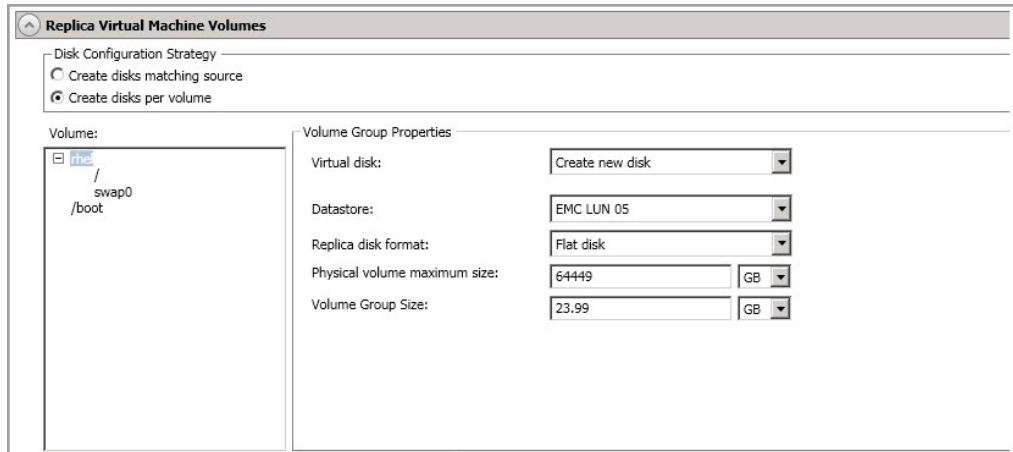 Replica Virtual Machine Volumes
Disk Configuration Strategy
Create disks matching source
Create disks per volume
Volume:
rhel
/
swap0
/boot
Volume Group Properties
Virtual disk: Create new disk
Datastore: EMC LUN 05
Replica disk format: Flat disk
Physical volume maximum size: 64449 GB
Volume Group Size: 23.99 GB